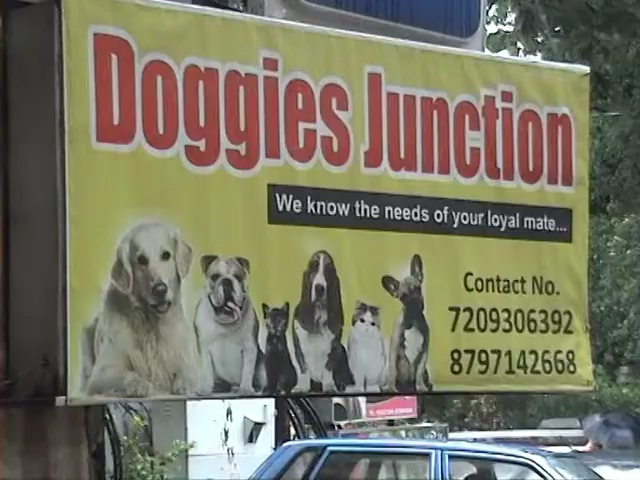 Doggies Junction
We know the needs of your loyal mate...
Contact No.
7209306392
8797142668